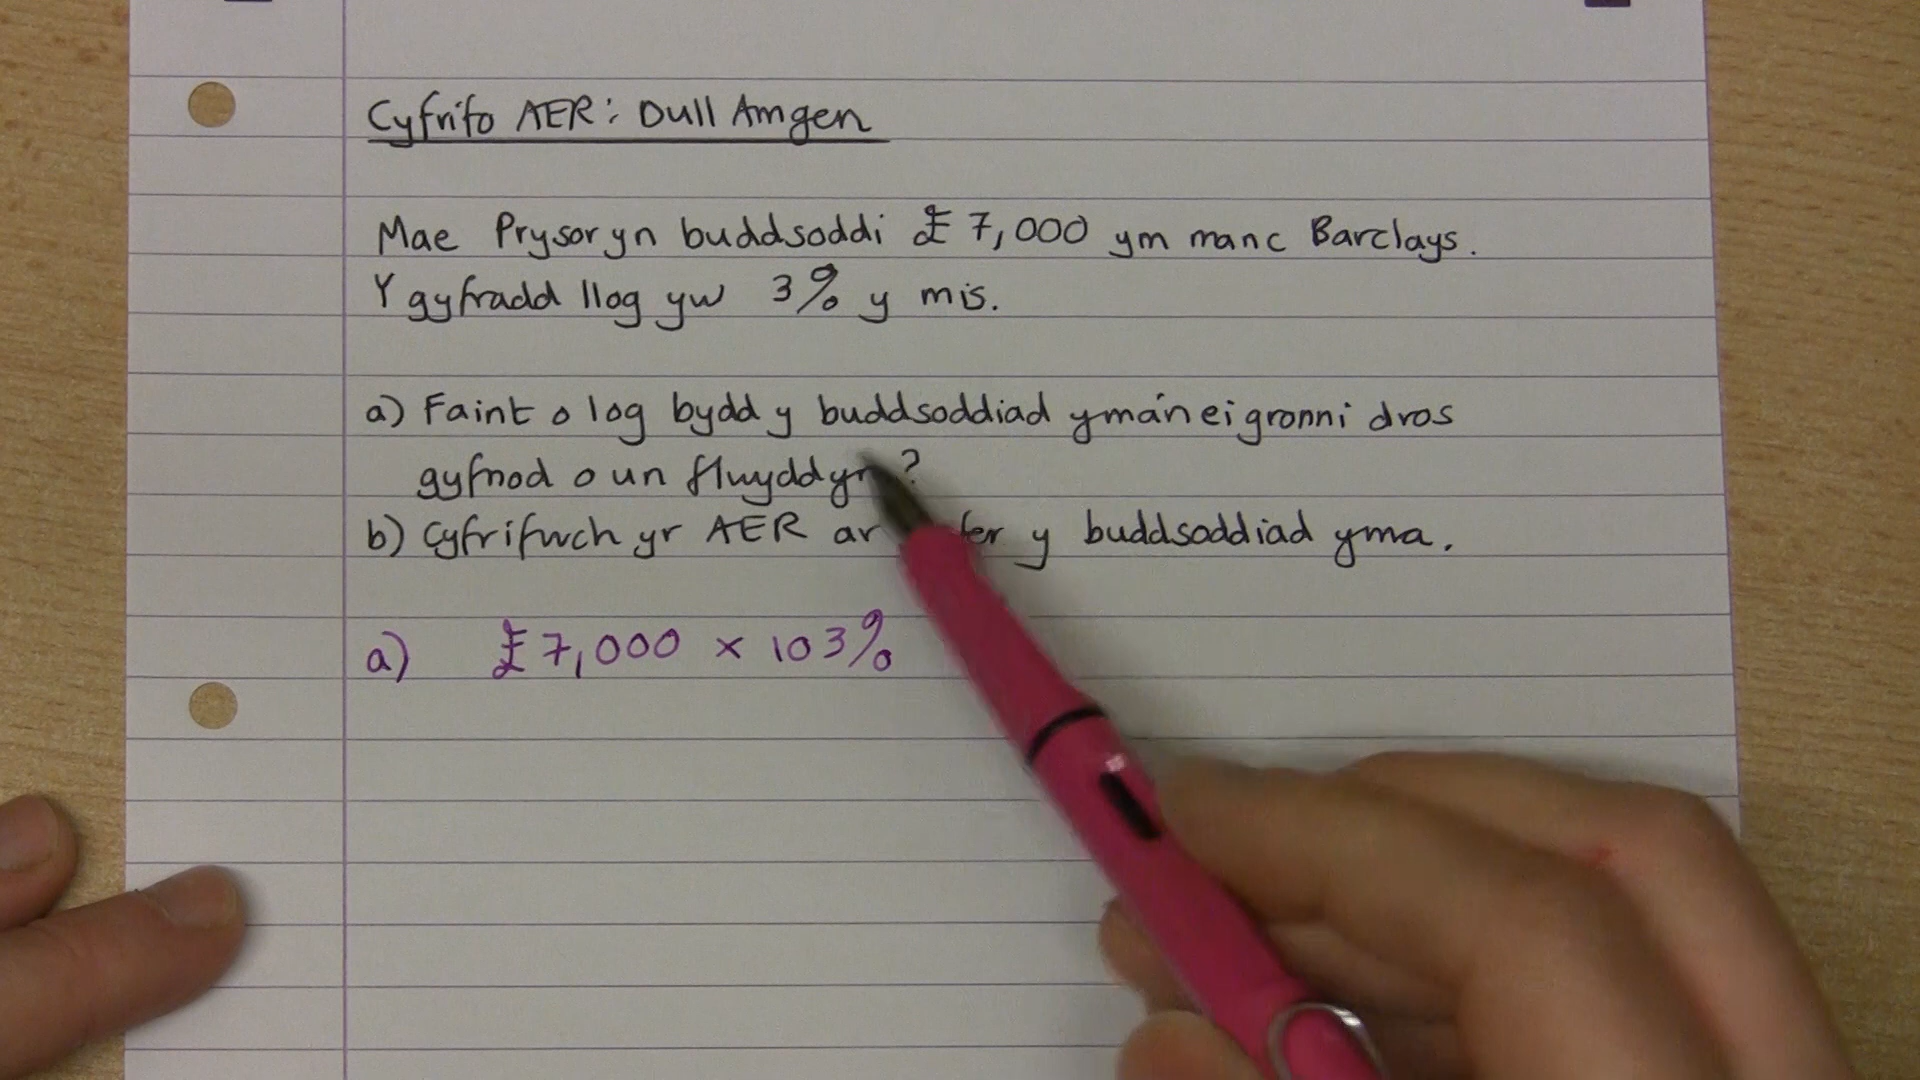 Cyfrifo AER: Dull Amgen
Mae Prysor yn buddsoddi £7,000 ym manc Barclays.
Y gyfradd llog yw 3% y mis.
a) Faint o log bydd y buddsoddiad yma'n ei gronni dros
gyfnod o un flwyddyn?
b) Cyfrifwch yr AER ar y buddsoddiad yma.
a) £7,000 × 103%